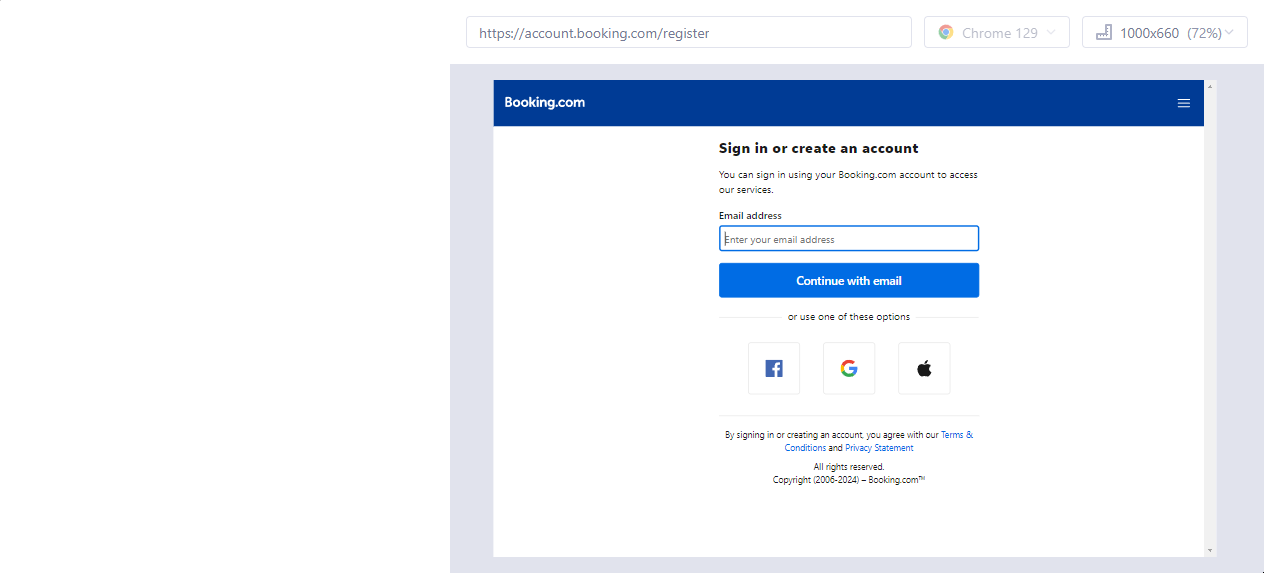 https://account.booking.com/register
Chrome 129
1000x660 (72%)
Booking.com
Sign in or create an account
You can sign in using your Booking.com account to access
our services.
Email address
Enter your email address
Continue with email
or use one of these options
By signing in or creating an account, you agree with our Terms &
Conditions and Privacy Statement
All rights reserved.
Copyright (2006-2024) – Booking.com™